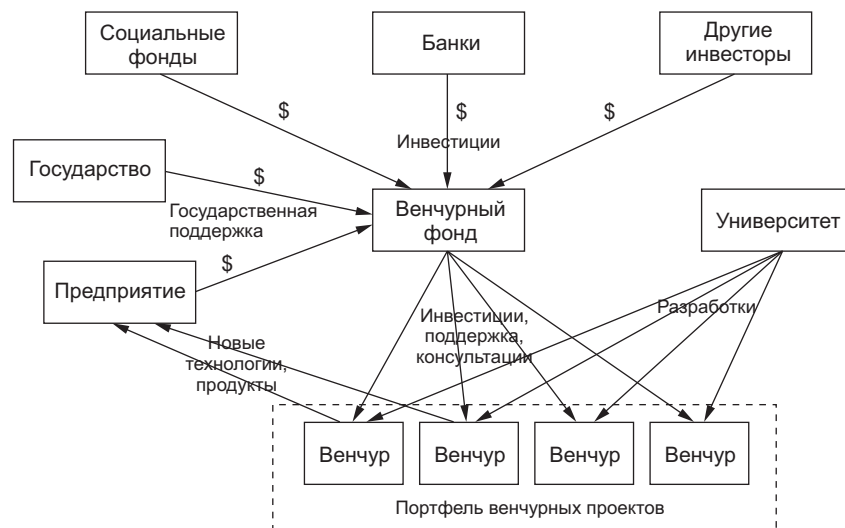 Социальные
фонды
Банки
Другие
инвесторы
$
$
$
Инвестиции
Государство
$
Государственная
поддержка
Венчурный
фонд
Университет
Предприятие
$
Новые
технологии,
продукты
Инвестиции,
поддержка,
консультации
Разработки
Венчур
Венчур
Венчур
Венчур
Портфель венчурных проектов